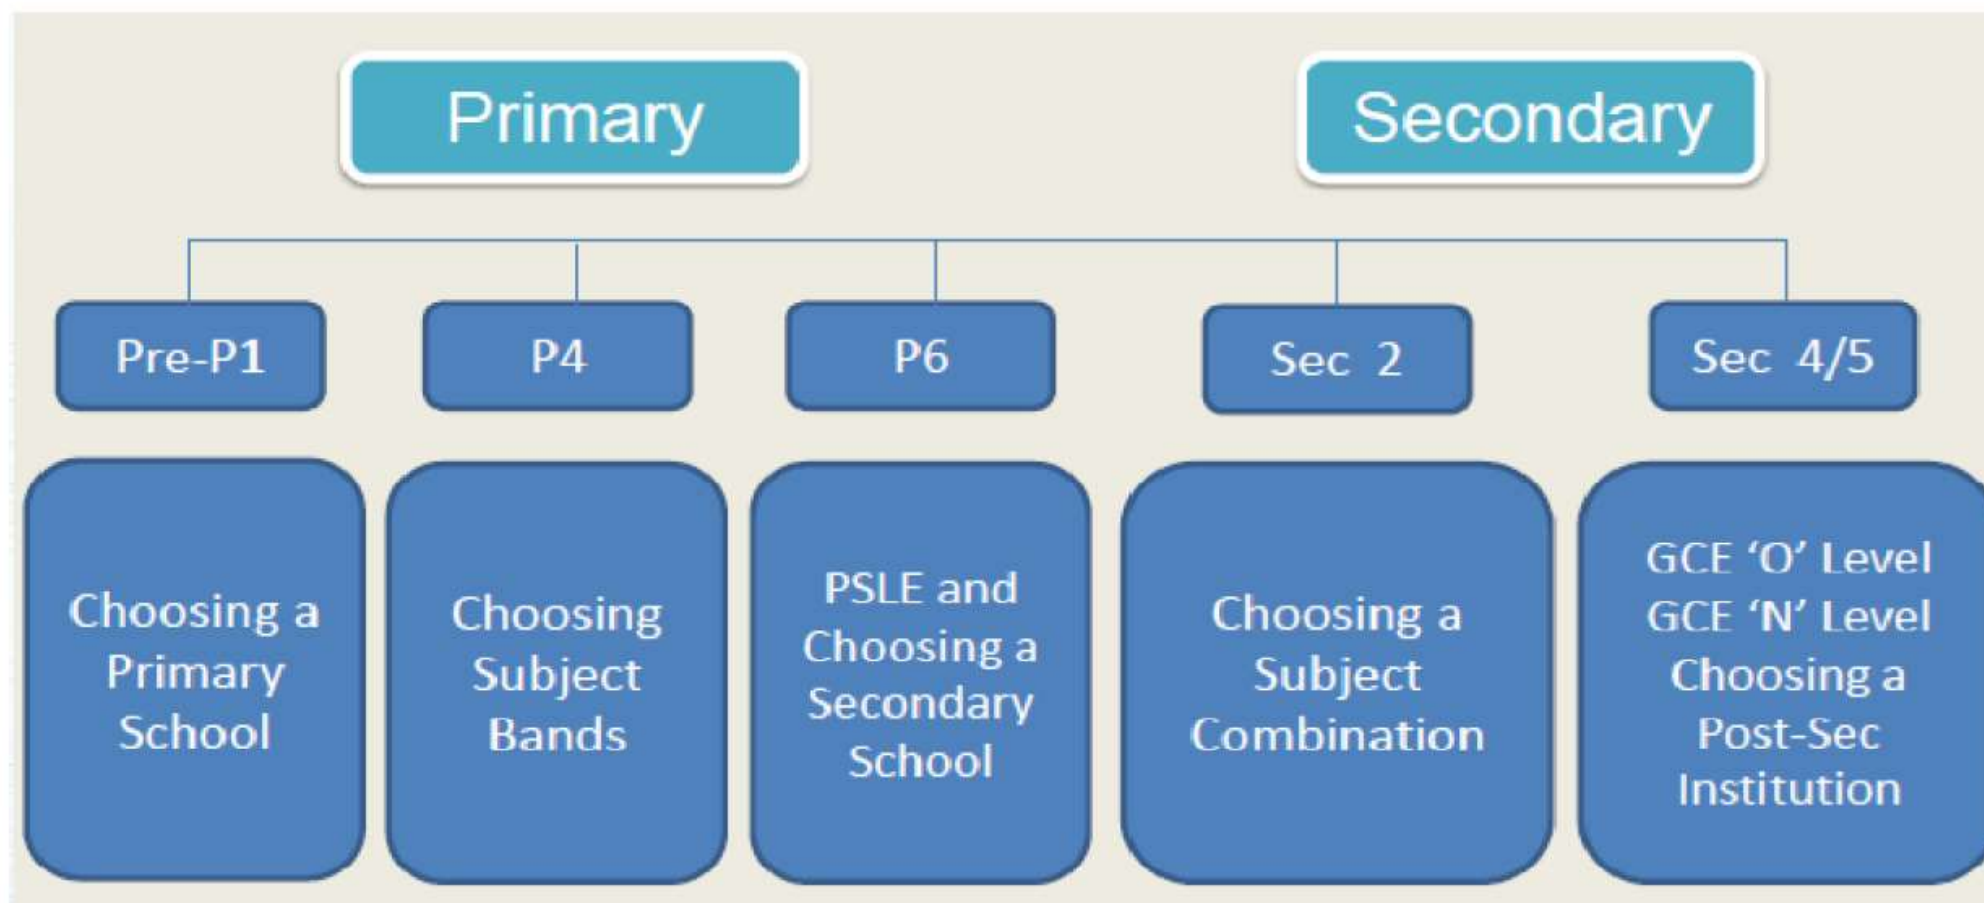 Primary
Secondary
Pre-P1
P4
P6
Sec 2
Sec 4/5
Choosing a
Primary
School
Choosing
Subject
Bands
PSLE and
Choosing a
Secondary
School
Choosing a
Subject
Combination
GCE ‘O’ Level
GCE ‘N’ Level
Choosing a
Post-Sec
Institution